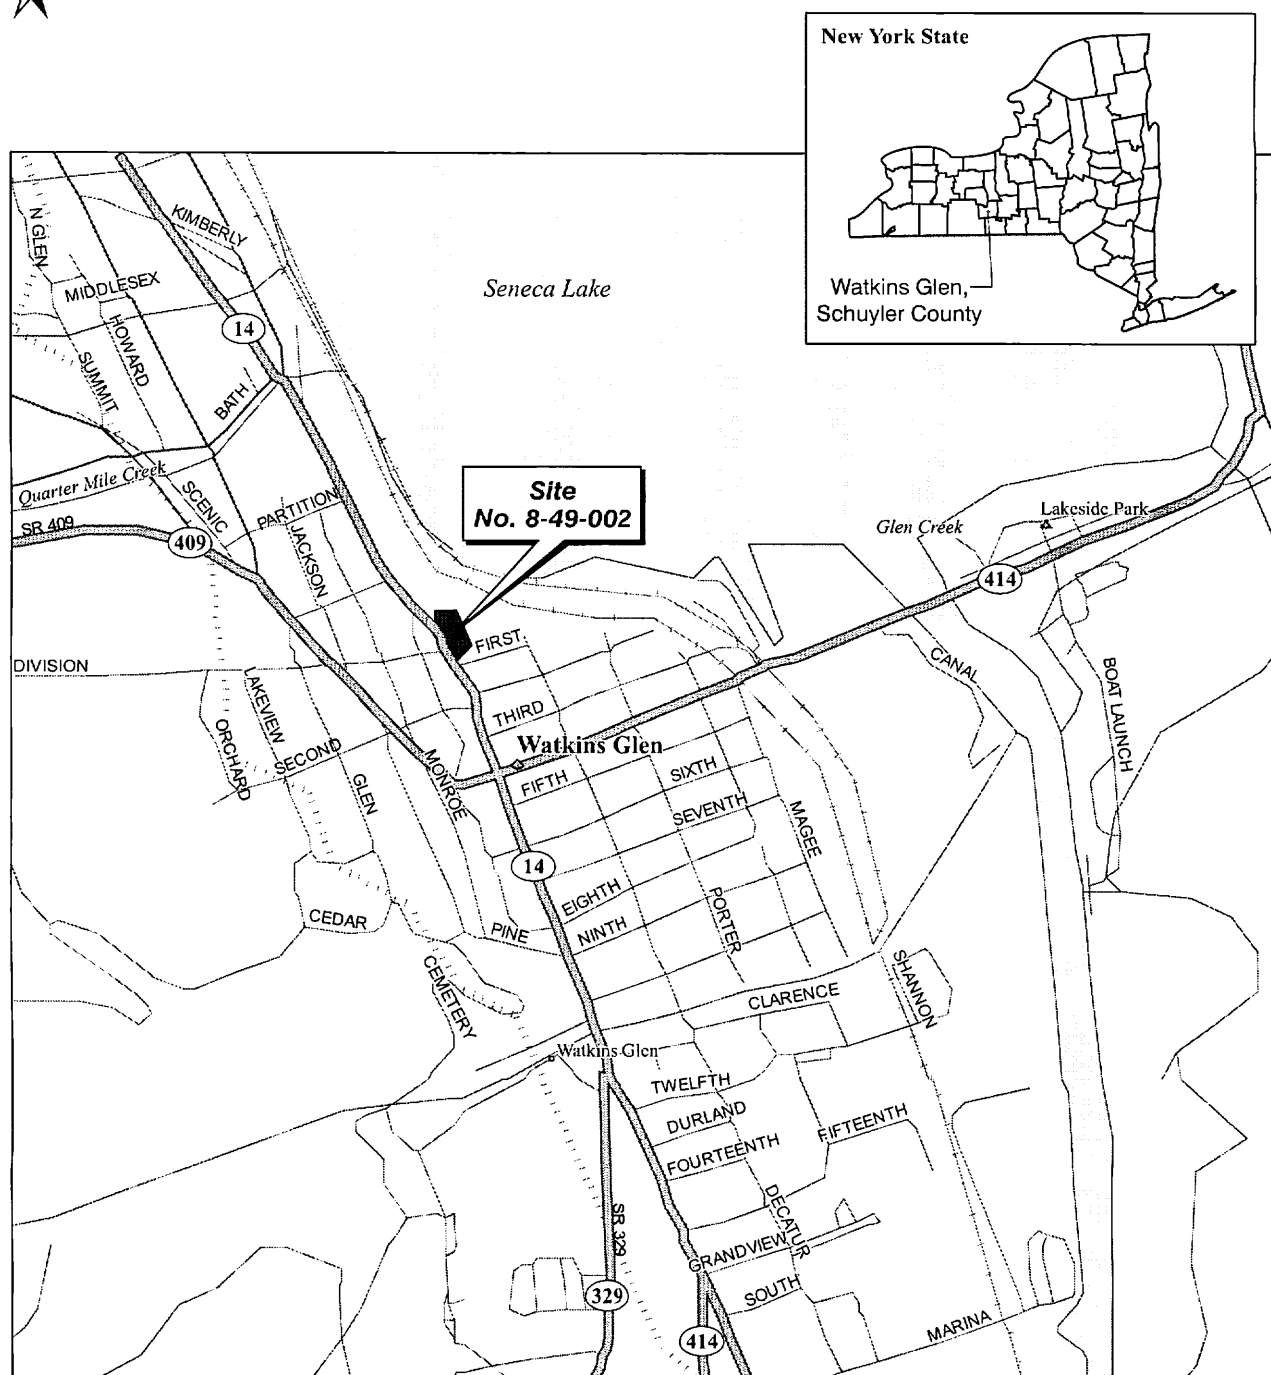 New York State
Watkins Glen,
Schuyler County
Seneca Lake
KIMBERLY
N GLEN
MIDDLESEX
HOWARD
SUMMIT
14
BATH
Quarter Mile Creek
SCENIC
SR 409
409
PARTITION
JACKSON
Site
No. 8-49-002
Glen Creek
Lakeside Park
414
FIRST
DIVISION
LAKEVIEW
ORCHARD
SECOND
GLEN
MONROE
THIRD
Watkins Glen
FIFTH
SIXTH
SEVENTH
MAGEE
CANAL
BOAT LAUNCH
14
EIGHTH
NINTH
PORTER
PINE
CEDAR
CEMETERY
SHANNON
CLARENCE
Watkins Glen
TWELFTH
DURLAND
FOURTEENTH
FIFTEENTH
DECATUR
SR 329
GRANDVIEW
SOUTH
329
414
MARINA